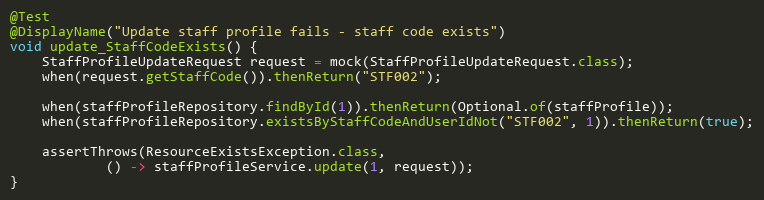 @Test
@DisplayName("Update staff profile fails - staff code exists")
void update_StaffCodeExists() {
    StaffProfileUpdateRequest request = mock(StaffProfileUpdateRequest.class);
    when(request.getStaffCode()).thenReturn("STF002");

    when(staffProfileRepository.findById(1)).thenReturn(Optional.of(staffProfile));
    when(staffProfileRepository.existsByStaffCodeAndUserIdNot("STF002", 1)).thenReturn(true);

    assertThrows(ResourceExistsException.class,
            () -> staffProfileService.update(1, request));
}